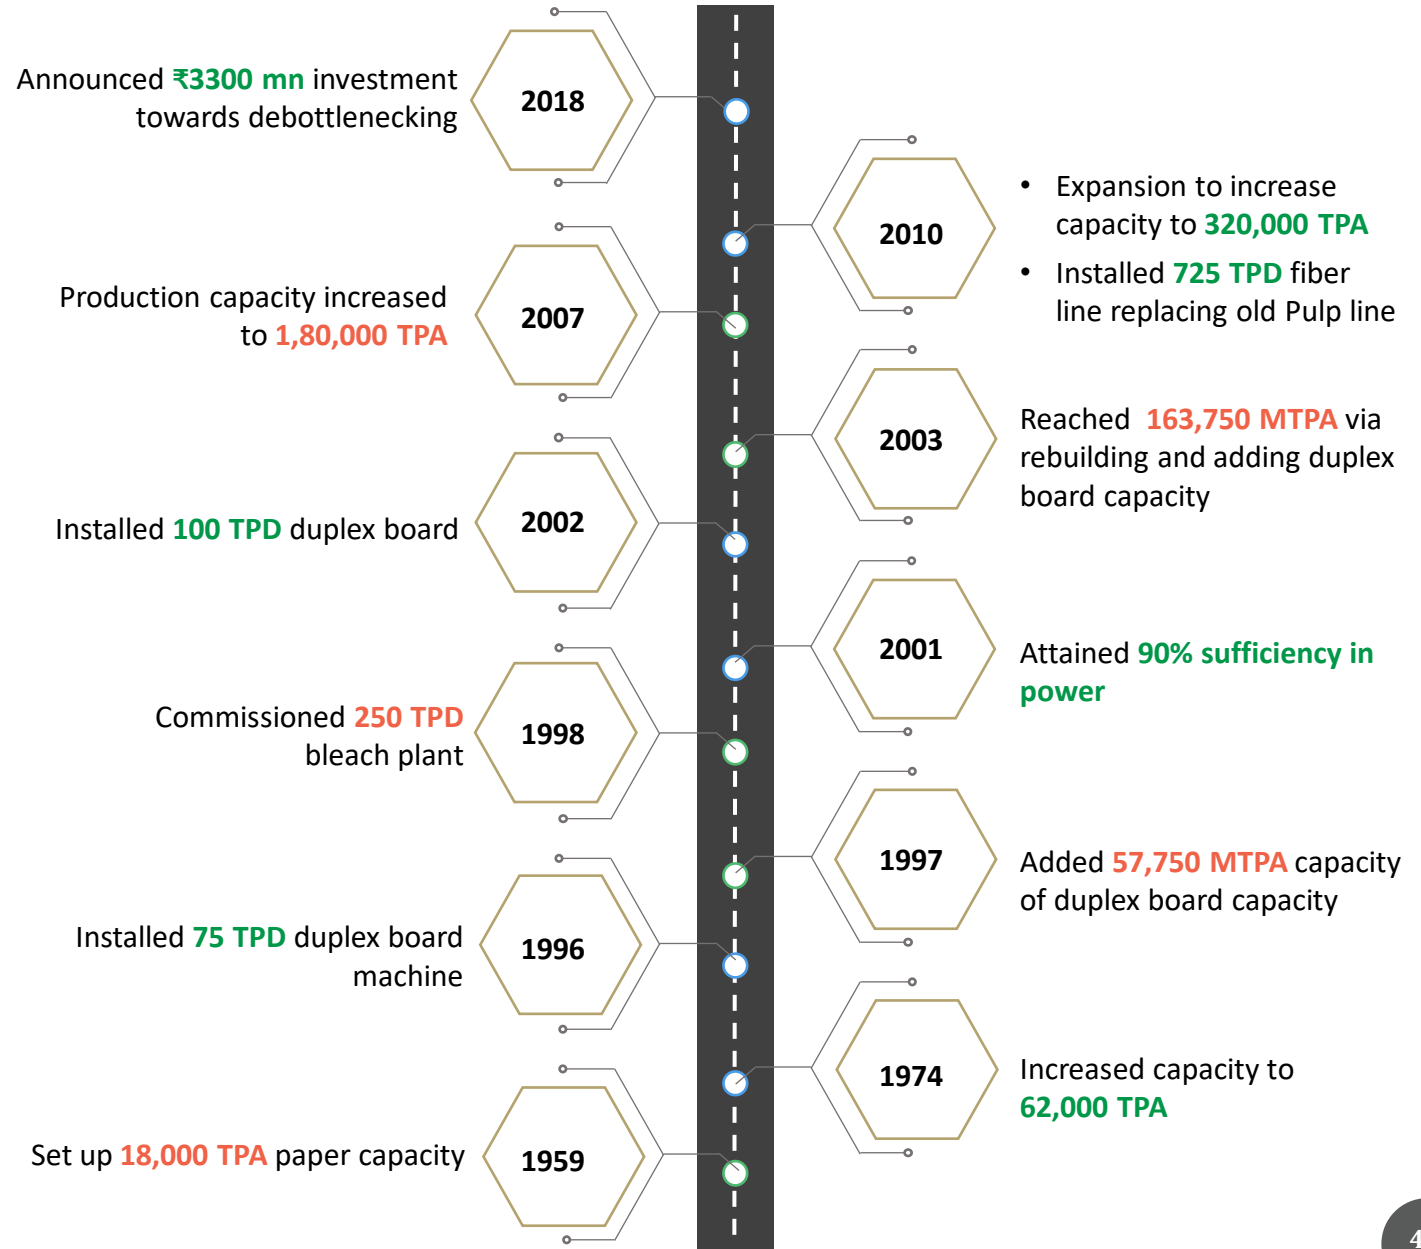 Announced ₹3300 mn investment
towards debottlenecking
2018
• Expansion to increase
capacity to 320,000 TPA
• Installed 725 TPD fiber
line replacing old Pulp line
2010
Production capacity increased
to 1,80,000 TPA
2007
Reached 163,750 MTPA via
rebuilding and adding duplex
board capacity
2003
Installed 100 TPD duplex board
2002
Attained 90% sufficiency in
power
2001
Commissioned 250 TPD
bleach plant
1998
Added 57,750 MTPA capacity
of duplex board capacity
1997
Installed 75 TPD duplex board
machine
1996
Increased capacity to
62,000 TPA
1974
Set up 18,000 TPA paper capacity
1959
4